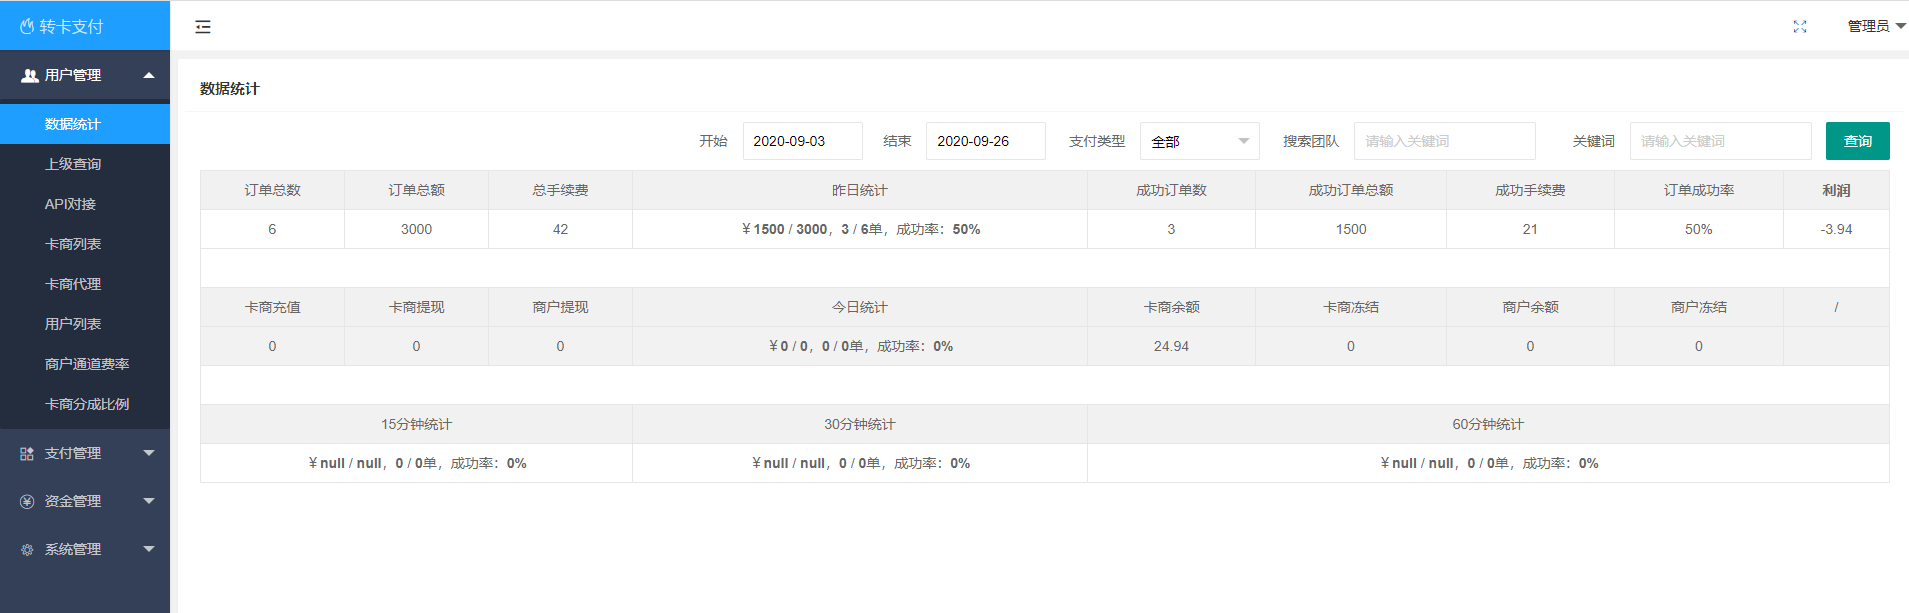 转卡支付
管理员
用户管理
数据统计
上级查询
API对接
卡商列表
卡商代理
用户列表
商户通道费率
卡商分成比例
支付管理
资金管理
系统管理
数据统计
开始 2020-09-03 结束 2020-09-26 支付类型 全部 搜索团队 请输入关键词 关键词 请输入关键词 查询
订单总数 订单总额 总手续费 昨日统计 成功订单数 成功订单总额 成功手续费 订单成功率 利润
6 3000 42 ￥1500 / 3000，3 / 6单，成功率：50% 3 1500 21 50% -3.94
卡商充值 卡商提现 商户提现 今日统计 卡商余额 卡商冻结 商户余额 商户冻结 /
0 0 0 ￥0 / 0，0 / 0单，成功率：0% 24.94 0 0 0
15分钟统计 30分钟统计 60分钟统计
￥null / null，0 / 0单，成功率：0% ￥null / null，0 / 0单，成功率：0% ￥null / null，0 / 0单，成功率：0%